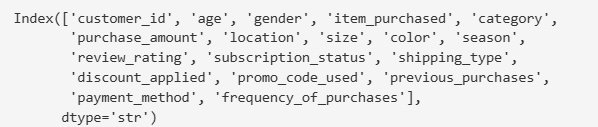 Index(['customer_id', 'age', 'gender', 'item_purchased', 'category',
'purchase_amount', 'location', 'size', 'color', 'season',
'review_rating', 'subscription_status', 'shipping_type',
'discount_applied', 'promo_code_used', 'previous_purchases',
'payment_method', 'frequency_of_purchases'],
dtype='str')